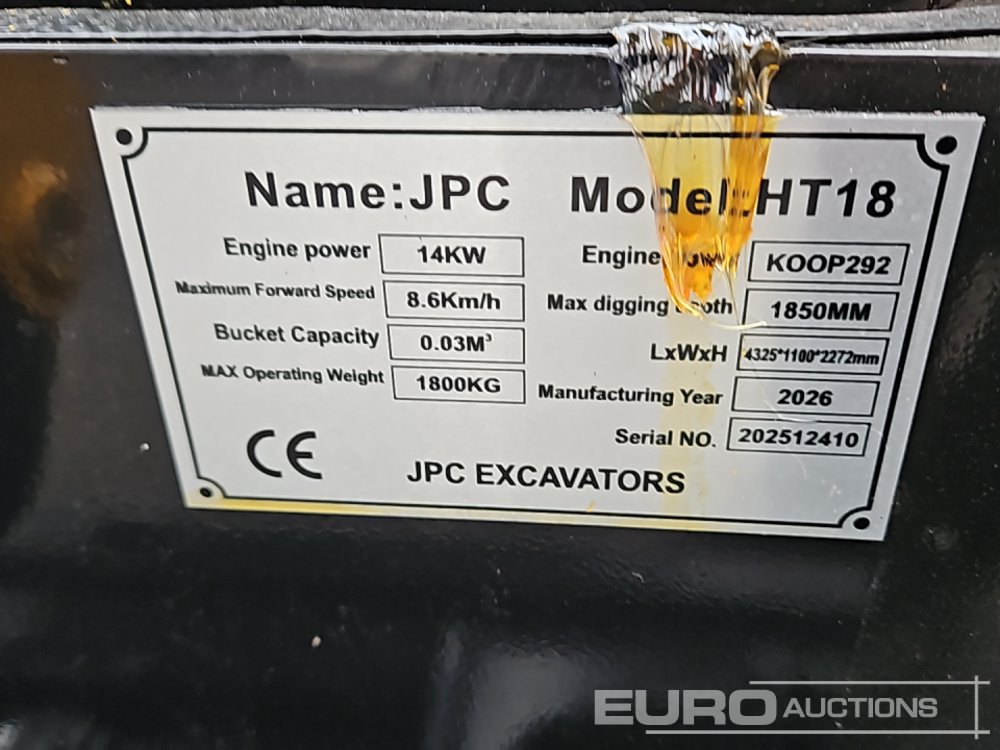 Name:JPC Model:HT18
Engine power 14KW
Engine KOOP292
Maximum Forward Speed 8.6Km/h
Max digging 1850MM
Bucket Capacity 0.03M³
LxWxH 4325*1100*2272mm
MAX Operating Weight 1800KG
Manufacturing Year 2026
Serial NO. 202512410
CE
JPC EXCAVATORS
EURO AUCTIONS